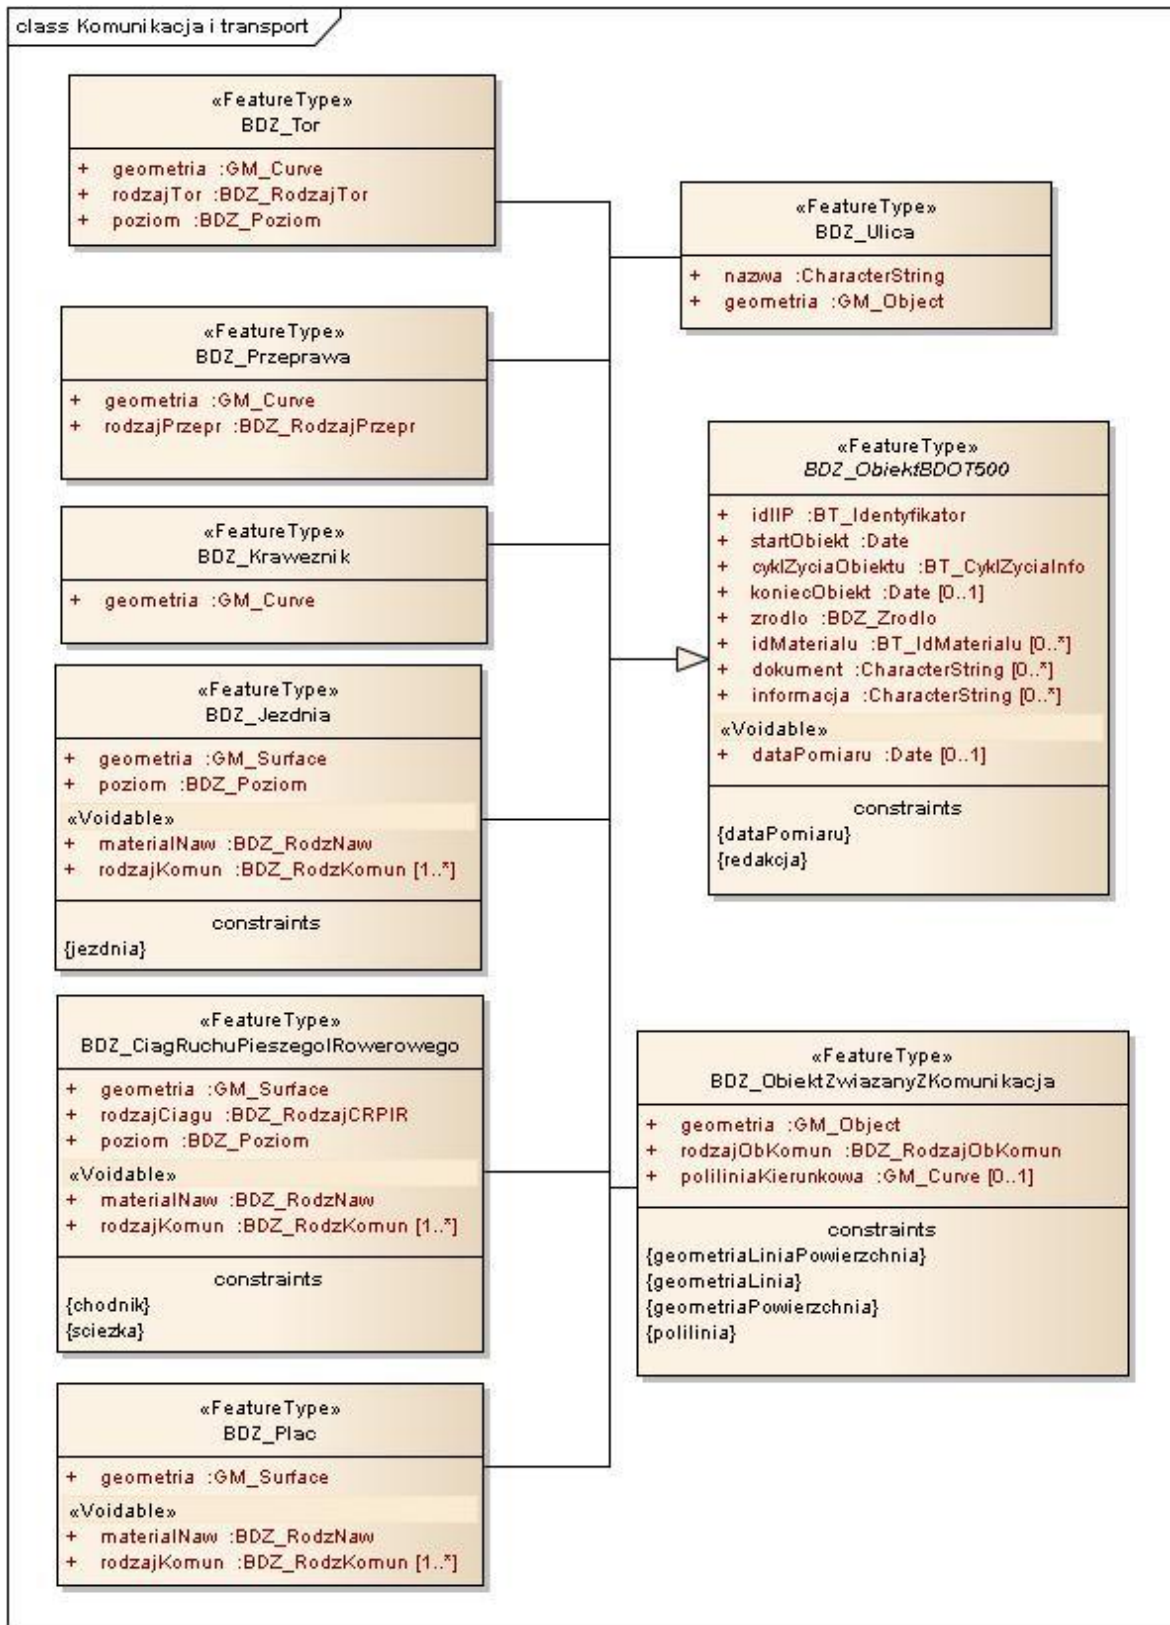 class Komunikacja i transport
«FeatureType»
BDZ_Tor
+ geometria :GM_Curve
+ rodzajTor :BDZ_RodzajTor
+ poziom :BDZ_Poziom
«FeatureType»
BDZ_Przeprawa
+ geometria :GM_Curve
+ rodzajPrzepr :BDZ_RodzajPrzepr
«FeatureType»
BDZ_Kraweznik
+ geometria :GM_Curve
«FeatureType»
BDZ_Jezdnia
+ geometria :GM_Surface
+ poziom :BDZ_Poziom
«Voidable»
+ materialNaw :BDZ_RodzNaw
+ rodzajKomun :BDZ_RodzKomun [1..*]
constraints
{jezdnia}
«FeatureType»
BDZ_CiagRuchuPieszegoIRowerowego
+ geometria :GM_Surface
+ rodzajCiagu :BDZ_RodzajCRPIR
+ poziom :BDZ_Poziom
«Voidable»
+ materialNaw :BDZ_RodzNaw
+ rodzajKomun :BDZ_RodzKomun [1..*]
constraints
{chodnik}
{sciezka}
«FeatureType»
BDZ_Plac
+ geometria :GM_Surface
«Voidable»
+ materialNaw :BDZ_RodzNaw
+ rodzajKomun :BDZ_RodzKomun [1..*]
«FeatureType»
BDZ_Ulica
+ nazwa :CharacterString
+ geometria :GM_Object
«FeatureType»
BDZ_ObiektBDOT500
+ idIIP :BT_Identyfikator
+ startObiekt :Date
+ cyklZyciaObiektu :BT_CyklZyciaInfo
+ koniecObiekt :Date [0..1]
+ zrodlo :BDZ_Zrodlo
+ idMaterialu :BT_IdMaterialu [0..*]
+ dokument :CharacterString [0..*]
+ informacja :CharacterString [0..*]
«Voidable»
+ dataPomiaru :Date [0..1]
constraints
{dataPomiaru}
{redakcja}
«FeatureType»
BDZ_ObiektZwiazanyZKomunikacja
+ geometria :GM_Object
+ rodzajObKomun :BDZ_RodzajObKomun
+ poliliniaKierunkowa :GM_Curve [0..1]
constraints
{geometriaLiniaPowierzchnia}
{geometriaLinia}
{geometriaPowierzchnia}
{polilinia}